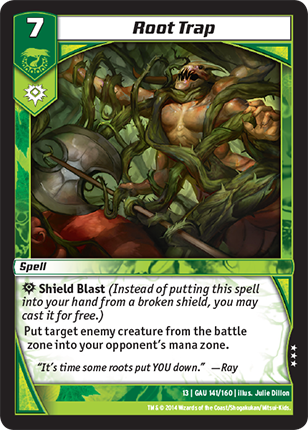 7
Root Trap
Spell
Shield Blast (Instead of putting this spell
into your hand from a broken shield, you may
cast it for free.)
Put target enemy creature from the battle
zone into your opponent's mana zone.
"It's time some roots put YOU down." —Ray
13 | GAU 141/160 | illus. Julie Dillon
TM & © 2014 Wizards of the Coast/Shogakukan/Mitsui-Kids.